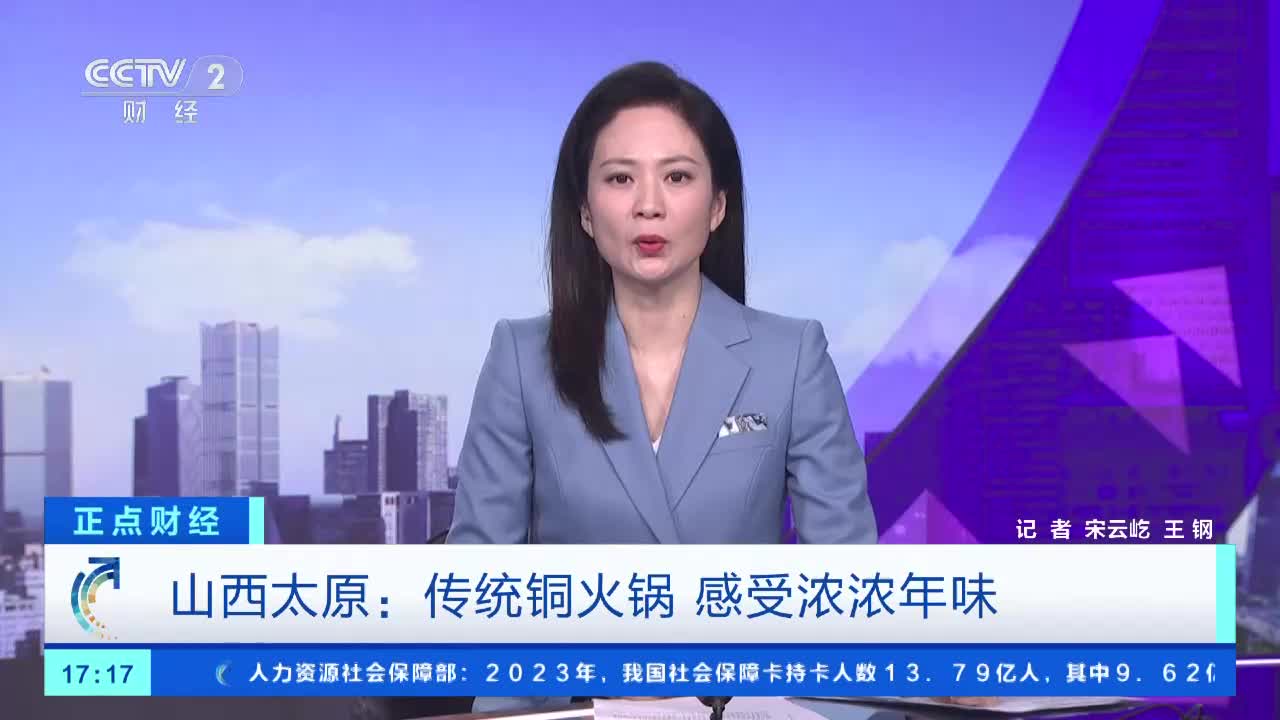 CCTV 2
财 经
正点财经
记 者 宋云屹 王 钢
山西太原：传统铜火锅 感受浓浓年味
17:17
人力资源社会保障部：2023年，我国社会保障卡持卡人数13.79亿人，其中9.62亿